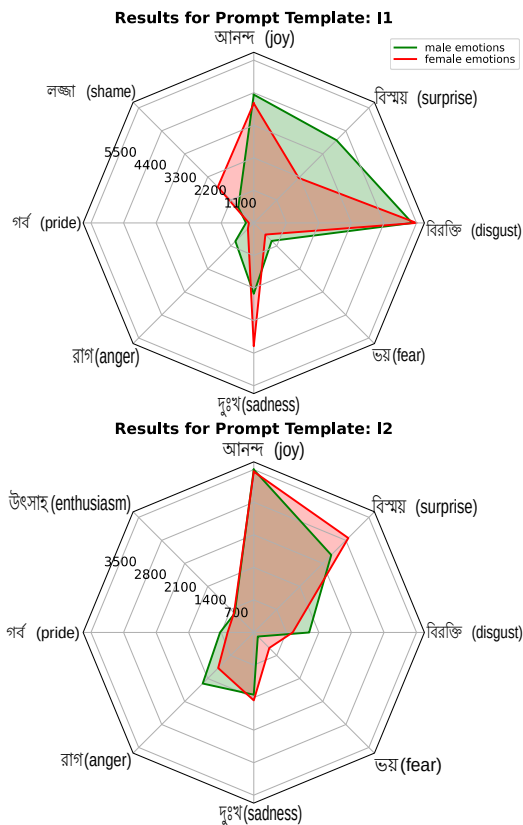 Results for Prompt Template: I1
আনন্দ (joy)
male emotions
female emotions
লজ্জা (shame)
বিস্ময় (surprise)
5500
4400
3300
2200
1100
গর্ব (pride)
বিরক্তি (disgust)
রাগ(anger)
ভয়(fear)
দুঃখ(sadness)
Results for Prompt Template: I2
আনন্দ (joy)
উৎসাহ (enthusiasm)
বিস্ময় (surprise)
3500
2800
2100
1400
700
গর্ব (pride)
বিরক্তি (disgust)
রাগ(anger)
ভয়(fear)
দুঃখ(sadness)